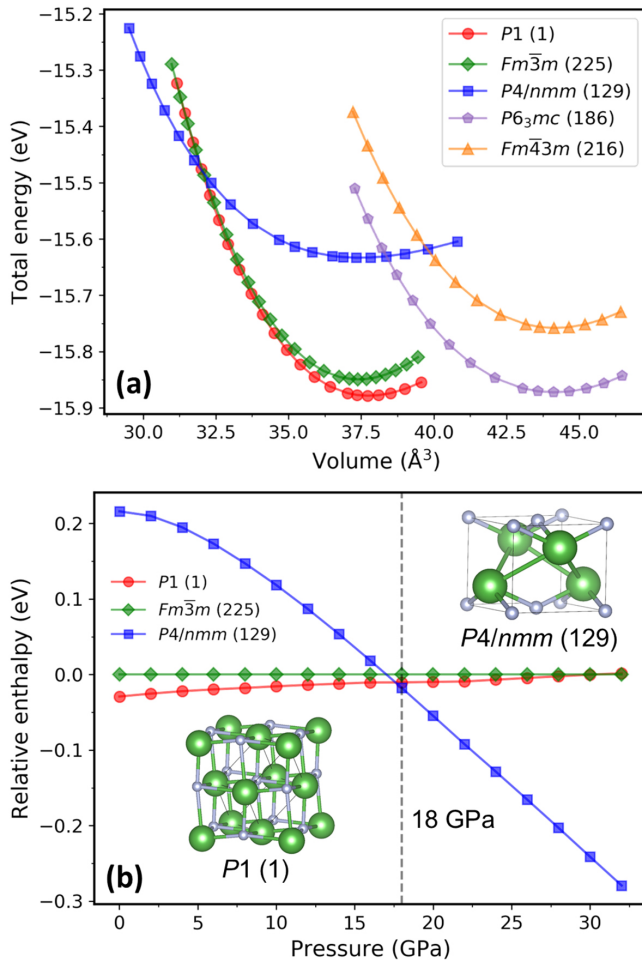 −15.2
−15.3
−15.4
−15.5
−15.6
−15.7
−15.8
−15.9
Total energy (eV)
P1 (1)
Fm3̅m (225)
P4/nmm (129)
P6₃mc (186)
Fm4̅3m (216)
(a)
30.0 32.5 35.0 37.5 40.0 42.5 45.0
Volume (Å³)
0.2
0.1
0.0
−0.1
−0.2
−0.3
Relative enthalpy (eV)
P1 (1)
Fm3̅m (225)
P4/nmm (129)
P4/nmm (129)
18 GPa
P1 (1)
(b)
0 5 10 15 20 25 30
Pressure (GPa)